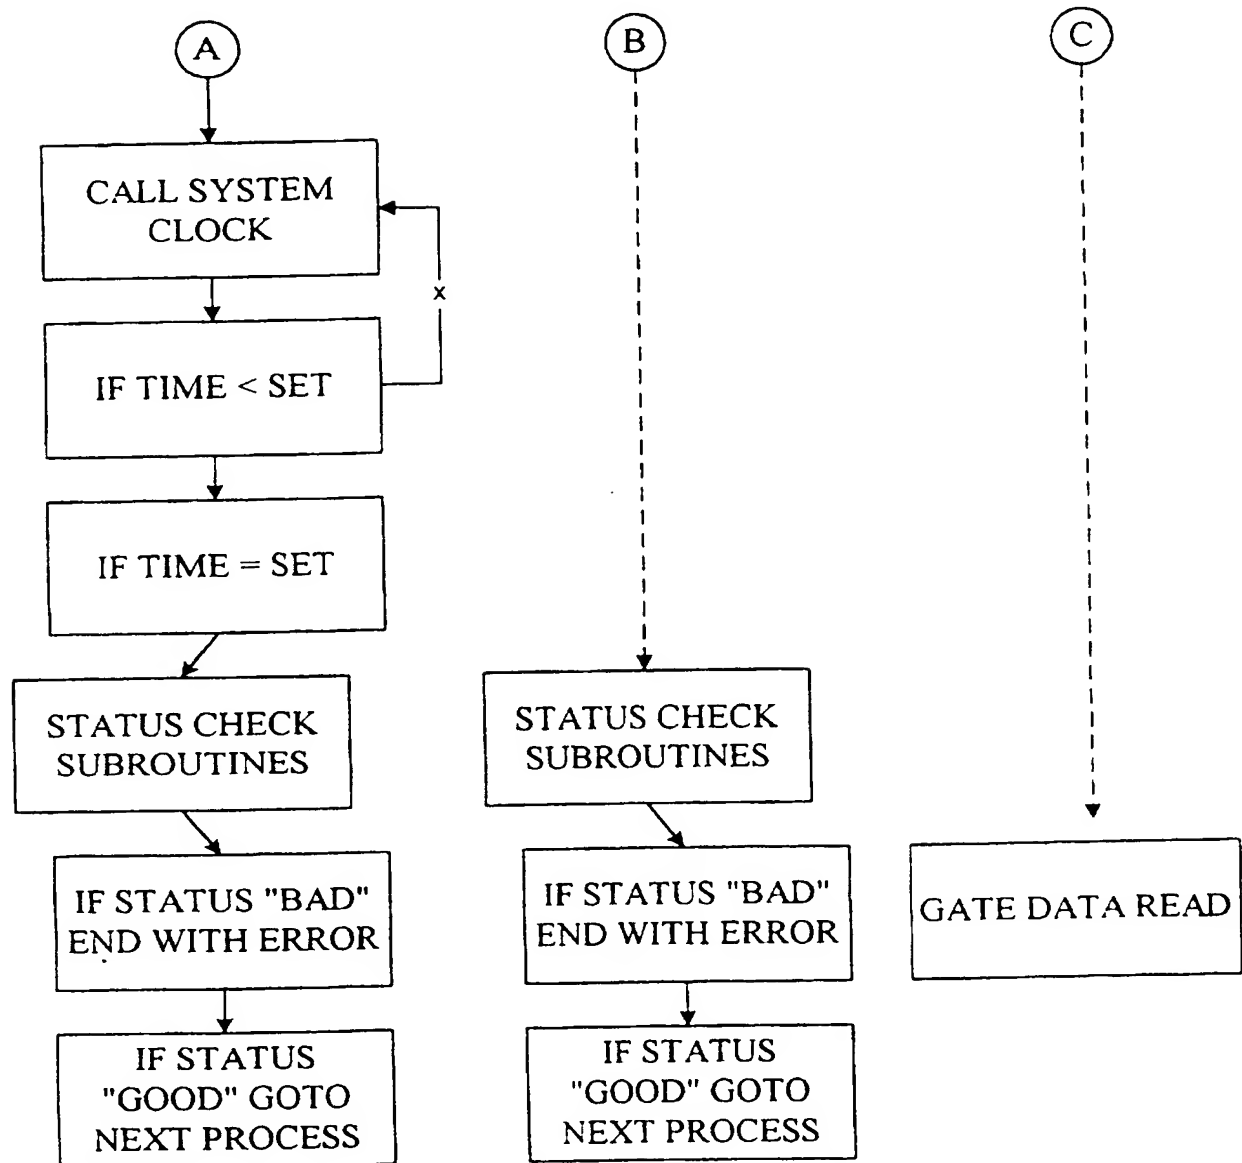 A
CALL SYSTEM
CLOCK
x
IF TIME < SET
IF TIME = SET
STATUS CHECK
SUBROUTINES
IF STATUS "BAD"
END WITH ERROR
IF STATUS
"GOOD" GOTO
NEXT PROCESS
B
STATUS CHECK
SUBROUTINES
IF STATUS "BAD"
END WITH ERROR
IF STATUS
"GOOD" GOTO
NEXT PROCESS
C
GATE DATA READ